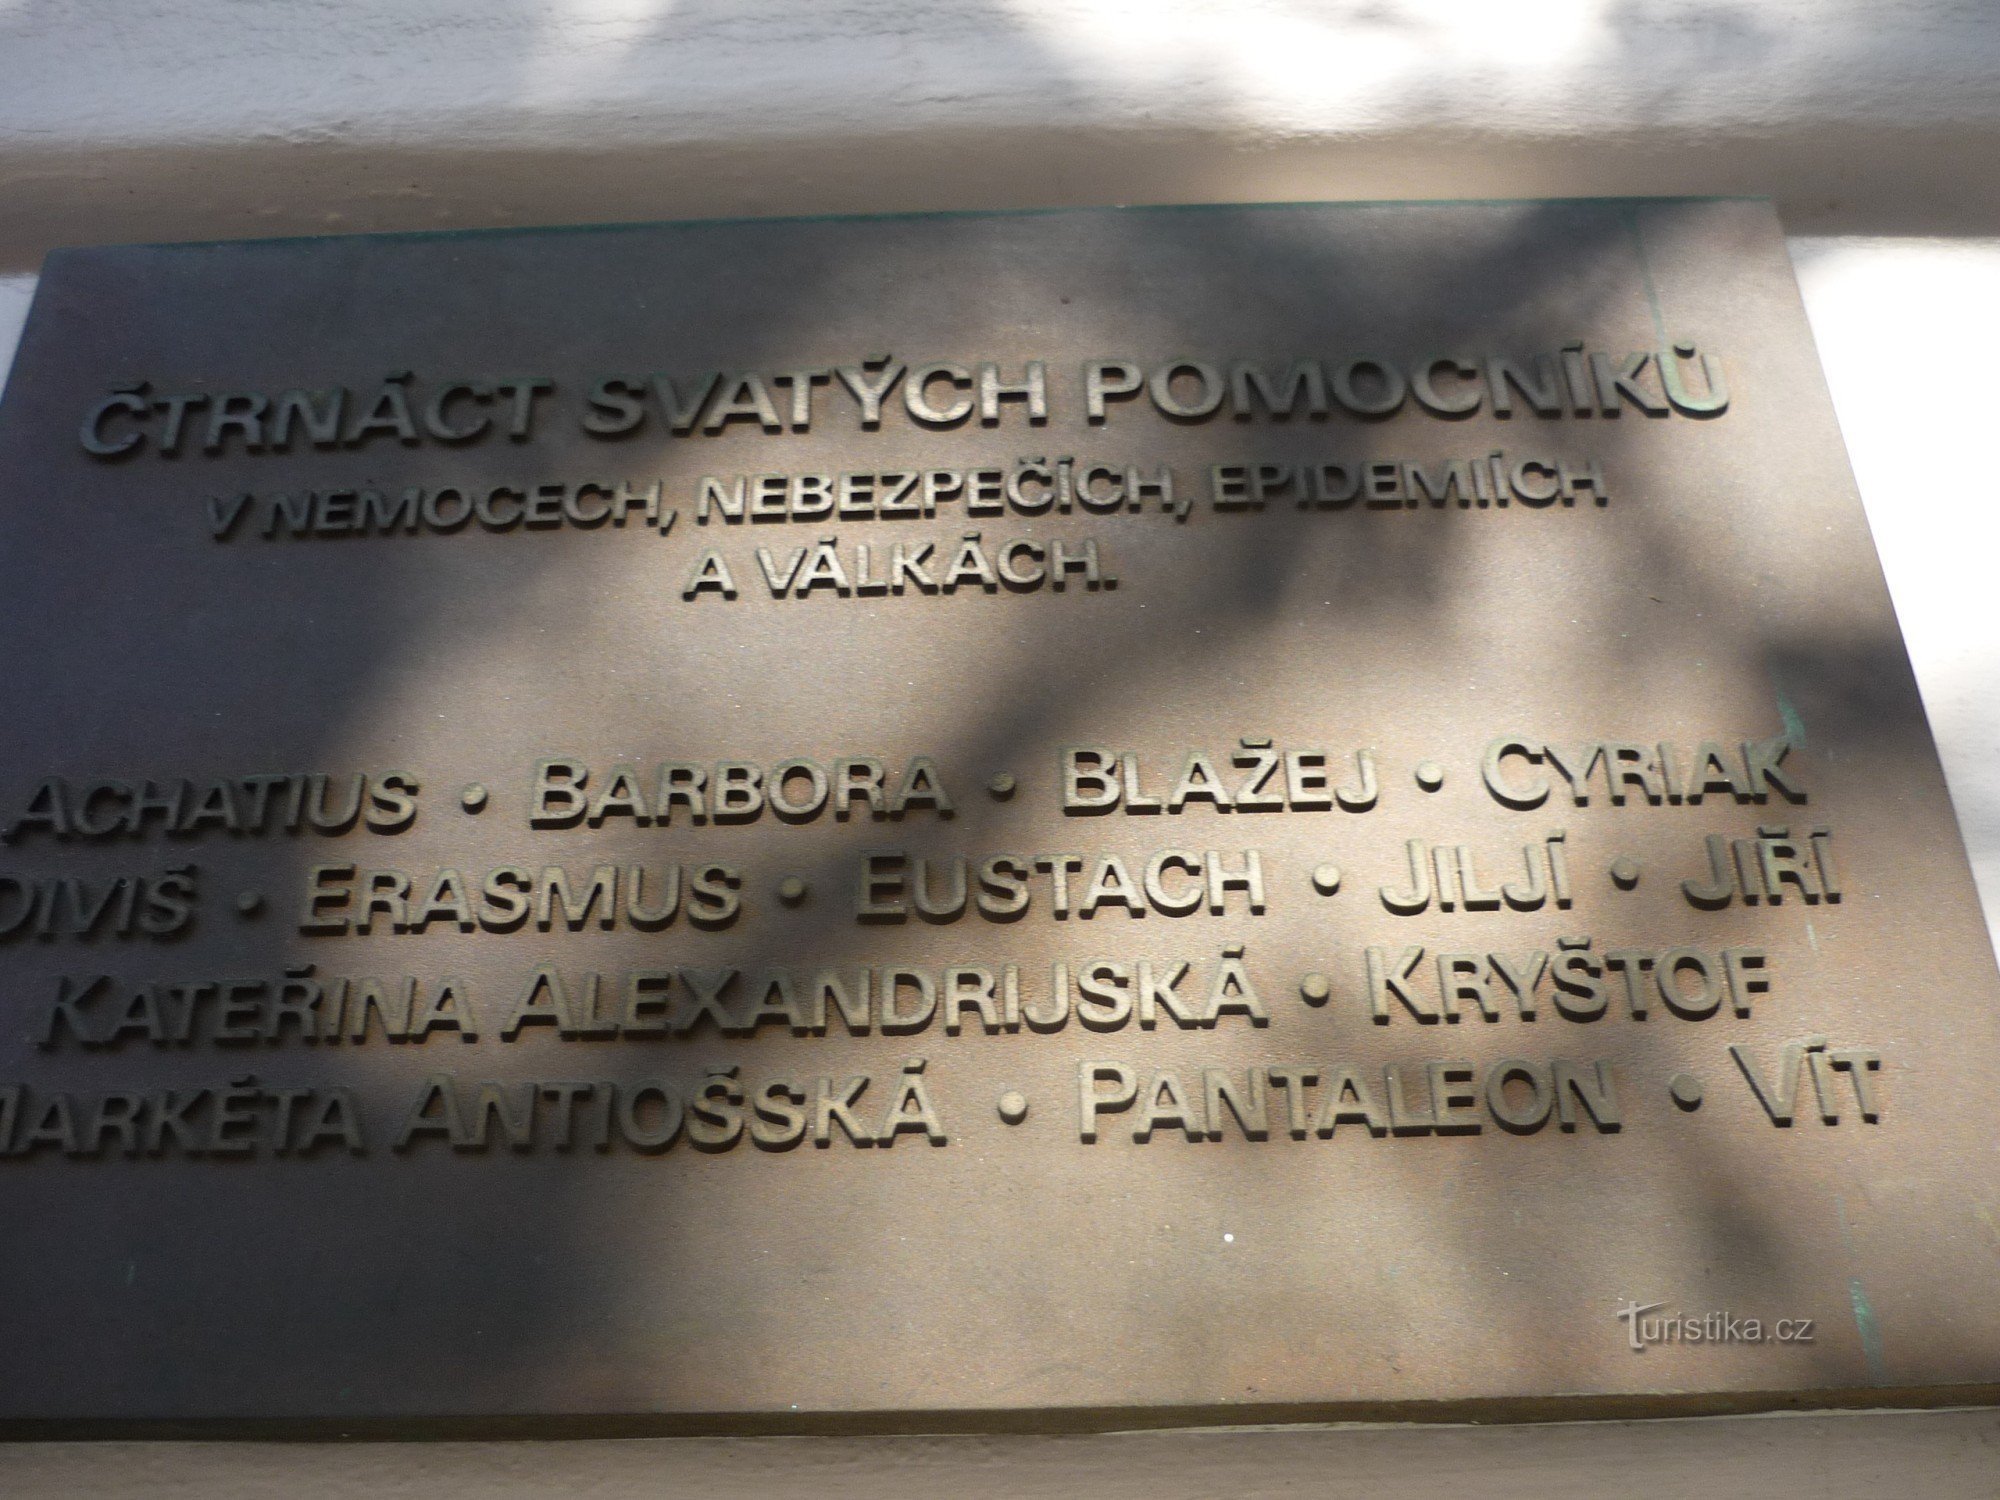 ČTRNÁCT SVATÝCH POMOCNÍKŮ
V NEMOCECH, NEBEZPEČÍCH, EPIDEMIÍCH
A VÁLKÁCH.
ACHATIUS • BARBORA • BLAŽEJ • CYRIAK
DIVIŠ • ERASMUS • EUSTACH • JILJÍ • JIŘÍ
KATEŘINA ALEXANDRIJSKÁ • KRYŠTOF
MARKÉTA ANTIOŠSKÁ • PANTALEON • VÍT
Turistika.cz